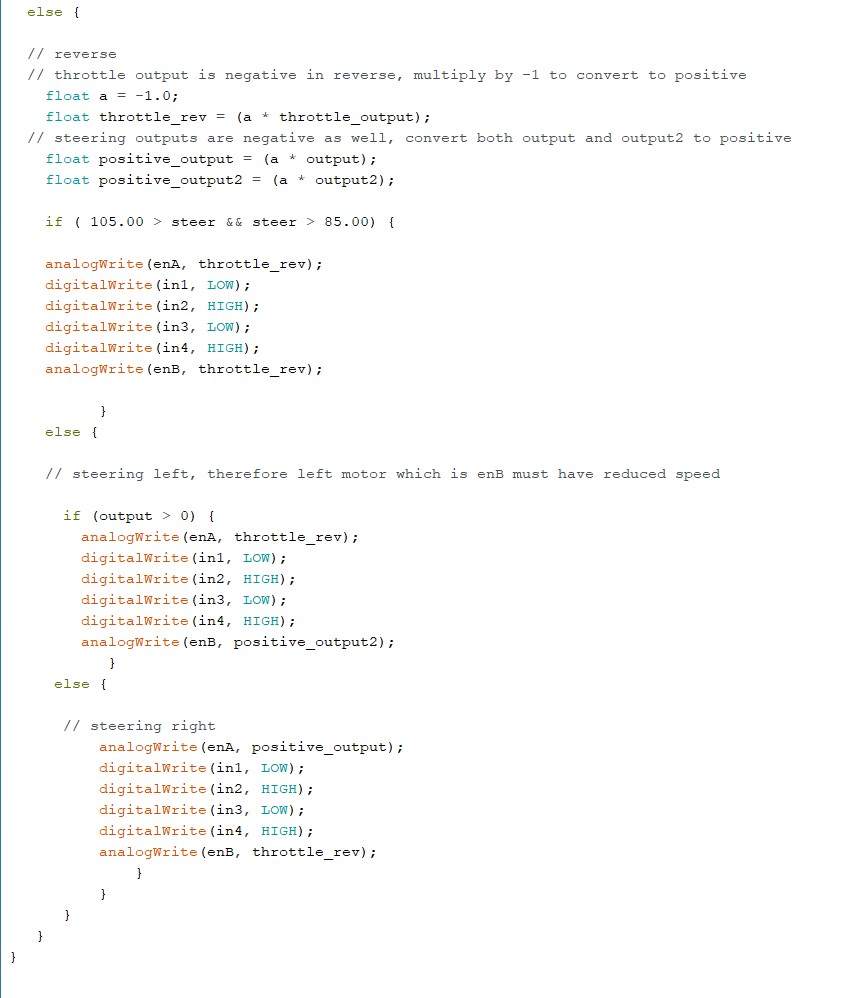 else {
// reverse
// throttle output is negative in reverse, multiply by -1 to convert to positive
float a = -1.0;
float throttle_rev = (a * throttle_output);
// steering outputs are negative as well, convert both output and output2 to positive
float positive_output = (a * output);
float positive_output2 = (a * output2);
if ( 105.00 > steer && steer > 85.00) {
analogWrite(enA, throttle_rev);
digitalWrite(in1, LOW);
digitalWrite(in2, HIGH);
digitalWrite(in3, LOW);
digitalWrite(in4, HIGH);
analogWrite(enB, throttle_rev);
}
else {
// steering left, therefore left motor which is enB must have reduced speed
if (output > 0) {
analogWrite(enA, throttle_rev);
digitalWrite(in1, LOW);
digitalWrite(in2, HIGH);
digitalWrite(in3, LOW);
digitalWrite(in4, HIGH);
analogWrite(enB, positive_output2);
}
else {
// steering right
analogWrite(enA, positive_output);
digitalWrite(in1, LOW);
digitalWrite(in2, HIGH);
digitalWrite(in3, LOW);
digitalWrite(in4, HIGH);
analogWrite(enB, throttle_rev);
}
}
}
}
}